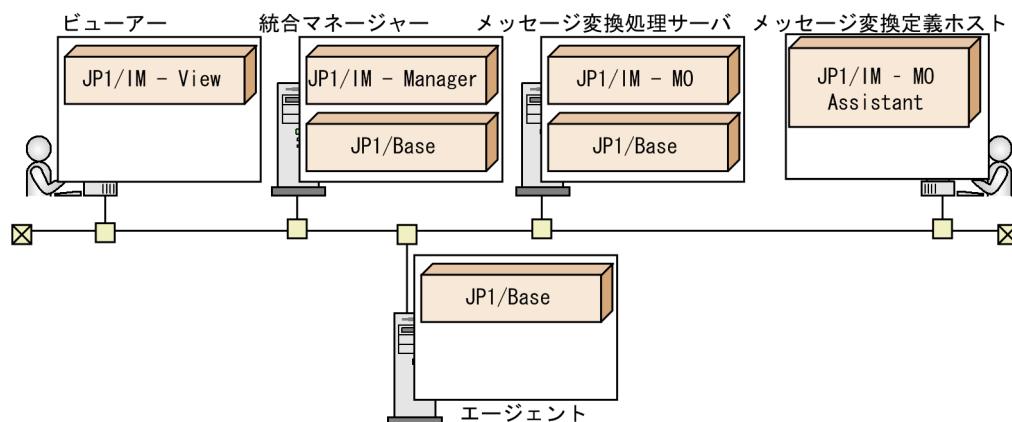 ビューアー
統合マネージャー
メッセージ変換処理サーバ
メッセージ変換定義ホスト
JP1/IM − View
JP1/IM − Manager
JP1/Base
JP1/IM − MO
JP1/Base
JP1/IM - MO
Assistant
JP1/Base
エージェント